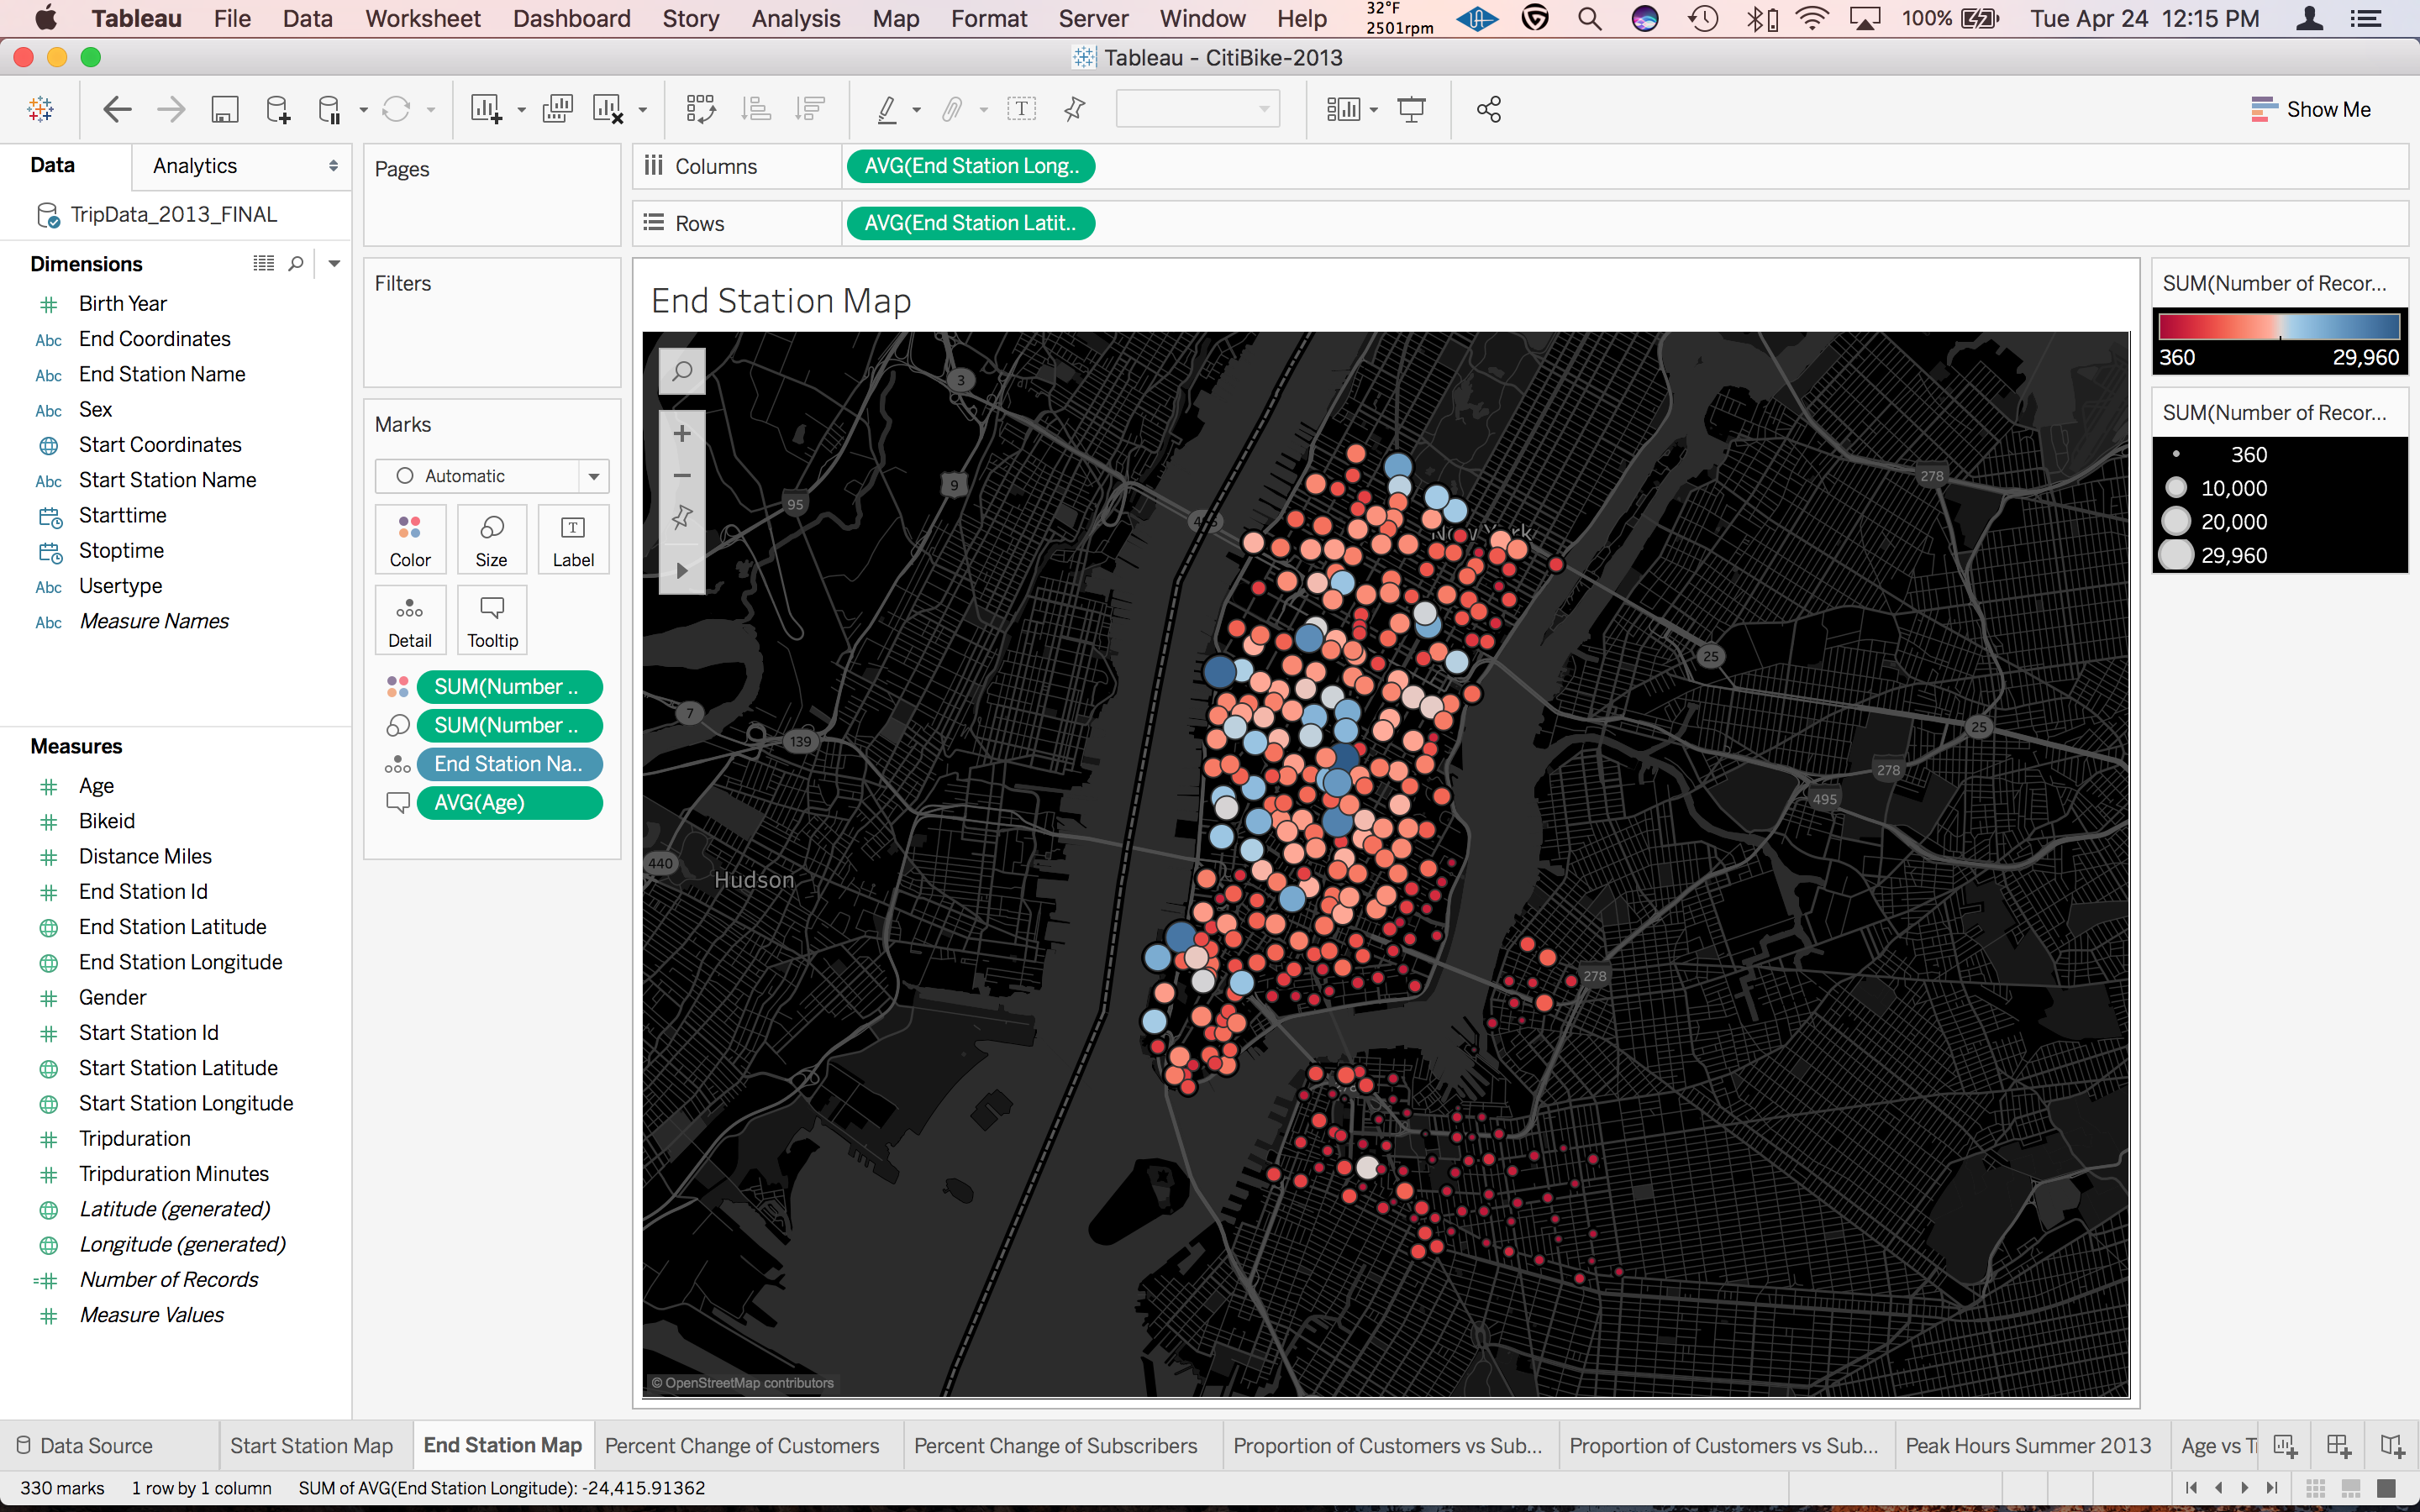 Tableau File Data Worksheet Dashboard Story Analysis Map Format Server Window Help 32°F 2501rpm 100% Tue Apr 24 12:15 PM
Tableau - CitiBike-2013
Show Me
Data Analytics
TripData_2013_FINAL
Dimensions
Birth Year
Abc End Coordinates
Abc End Station Name
Abc Sex
Start Coordinates
Abc Start Station Name
Starttime
Stoptime
Abc Usertype
Abc Measure Names
Measures
Age
Bikeid
Distance Miles
End Station Id
End Station Latitude
End Station Longitude
Gender
Start Station Id
Start Station Latitude
Start Station Longitude
Tripduration
Tripduration Minutes
Latitude (generated)
Longitude (generated)
Number of Records
Measure Values
Pages
Filters
Marks
Automatic
Color Size Label
Detail Tooltip
SUM(Number ..
SUM(Number ..
End Station Na..
AVG(Age)
Columns AVG(End Station Long..
Rows AVG(End Station Latit..
End Station Map
3
9
95
278
New York
25
7
139
25
278
495
440
Hudson
278
© OpenStreetMap contributors
SUM(Number of Recor...
360 29,960
SUM(Number of Recor...
360
10,000
20,000
29,960
Data Source Start Station Map End Station Map Percent Change of Customers Percent Change of Subscribers Proportion of Customers vs Sub... Proportion of Customers vs Sub... Peak Hours Summer 2013 Age vs T
330 marks 1 row by 1 column SUM of AVG(End Station Longitude): -24,415.91362